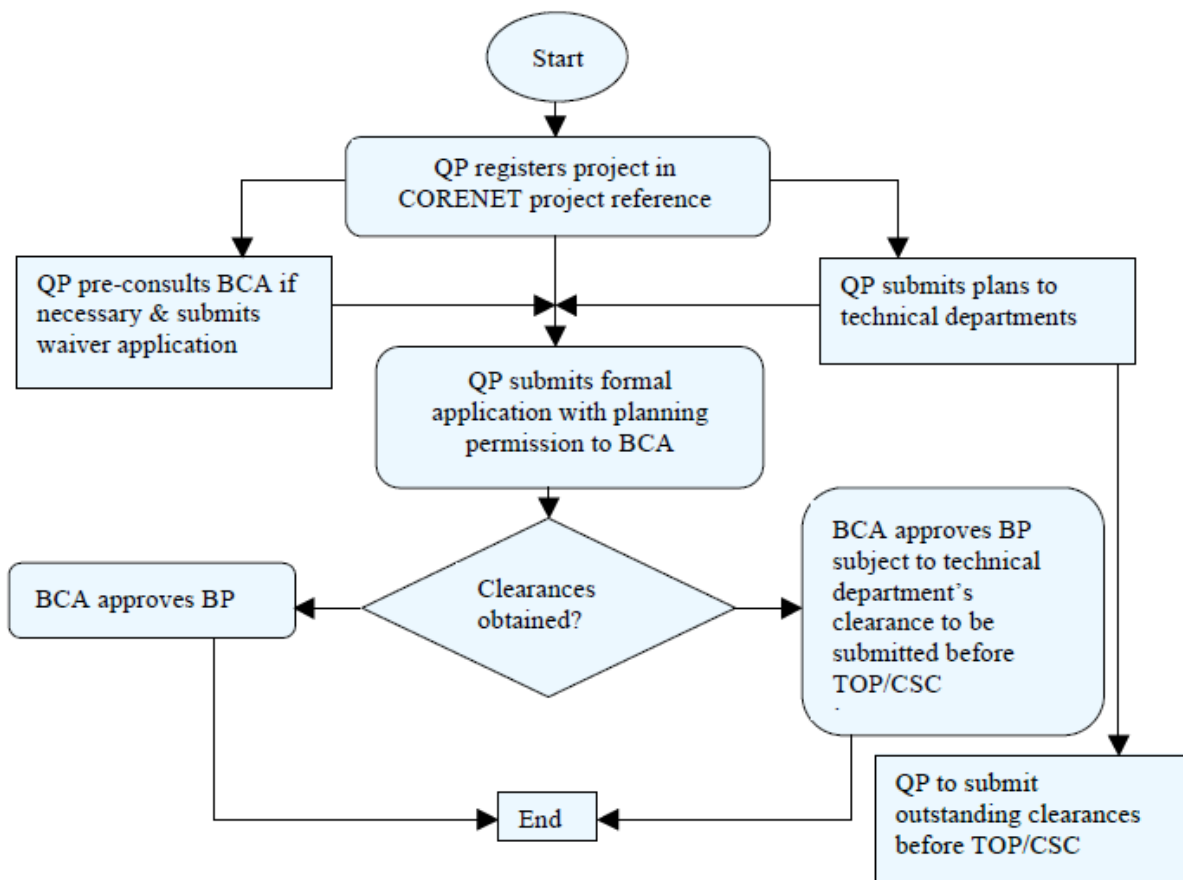 Start
QP registers project in
CORENET project reference
QP pre-consults BCA if
necessary & submits
waiver application
QP submits plans to
technical departments
QP submits formal
application with planning
permission to BCA
Clearances
obtained?
BCA approves BP
BCA approves BP
subject to technical
department’s
clearance to be
submitted before
TOP/CSC
.
End
QP to submit
outstanding clearances
before TOP/CSC